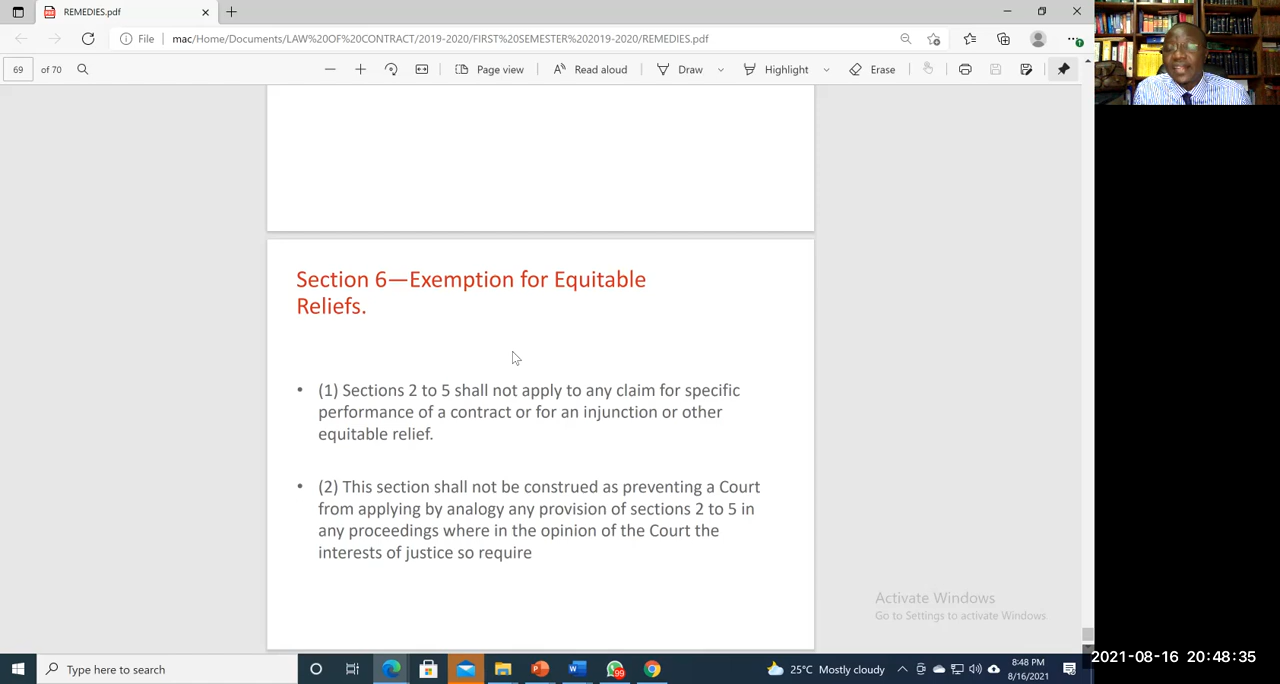 REMEDIES.pdf
File
mac/Home/Documents/LAW%20OF%20CONTRACT/2019-2020/FIRST%20SEMESTER%202019-2020/REMEDIES.pdf
69 of 70
Page view
Read aloud
Draw
Highlight
Erase
Section 6—Exemption for Equitable
Reliefs.
• (1) Sections 2 to 5 shall not apply to any claim for specific
performance of a contract or for an injunction or other
equitable relief.
• (2) This section shall not be construed as preventing a Court
from applying by analogy any provision of sections 2 to 5 in
any proceedings where in the opinion of the Court the
interests of justice so require
Activate Windows
Go to Settings to activate Windows.
Type here to search
99
25°C Mostly cloudy
8:48 PM
8/16/2021
2021-08-16 20:48:35